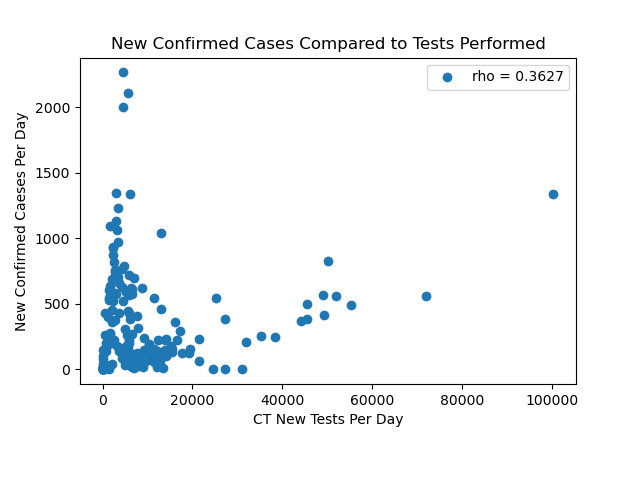 New Confirmed Cases Compared to Tests Performed
rho = 0.3627
New Confirmed Caeses Per Day
2000
1500
1000
500
0
0 20000 40000 60000 80000 100000
CT New Tests Per Day